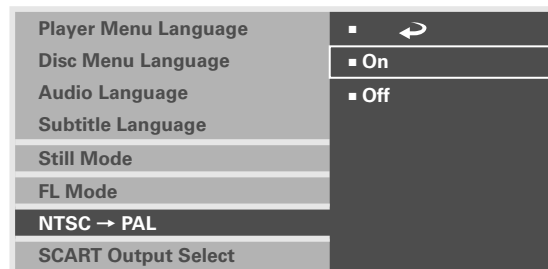 Player Menu Language
Disc Menu Language
Audio Language
Subtitle Language
Still Mode
FL Mode
NTSC → PAL
SCART Output Select
On
Off